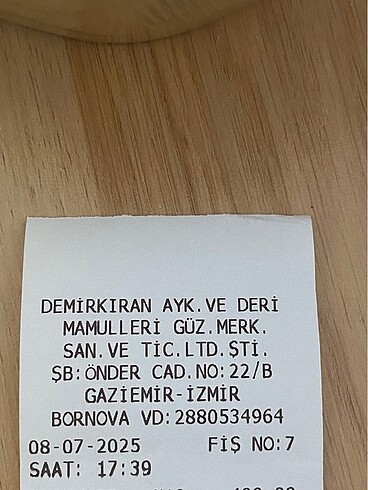 DEMİRKIRAN AYK.VE DERİ
MAMULLERİ GÜZ.MERK.
SAN.VE TİC.LTD.ŞTİ.
ŞB:ÖNDER CAD.NO:22/B
GAZİEMİR-İZMİR
BORNOVA VD:2880534964
08-07-2025 FİŞ NO:7
SAAT: 17:39